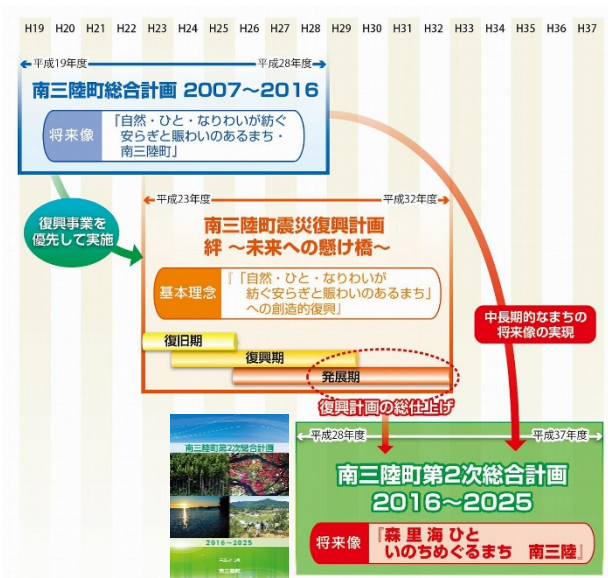 H19 H20 H21 H22 H23 H24 H25 H26 H27 H28 H29 H30 H31 H32 H33 H34 H35 H36 H37
平成19年度 平成28年度
南三陸町総合計画 2007～2016
将来像
『自然・ひと・なりわいが紡ぐ
安らぎと賑わいのあるまち・
南三陸町』
復興事業を
優先して実施
平成23年度 平成32年度
南三陸町震災復興計画
絆 ～未来への懸け橋～
基本理念
『「自然・ひと・なりわいが
紡ぐ安らぎと賑わいのあるまち」
への創造的復興』
復旧期
復興期
発展期
中長期的なまちの
将来像の実現
復興計画の総仕上げ
南三陸町第2次総合計画
2016～2025
南三陸町
平成28年度 平成37年度
南三陸町第2次総合計画
2016～2025
将来像
『森 里 海 ひと
いのちめぐるまち 南三陸』